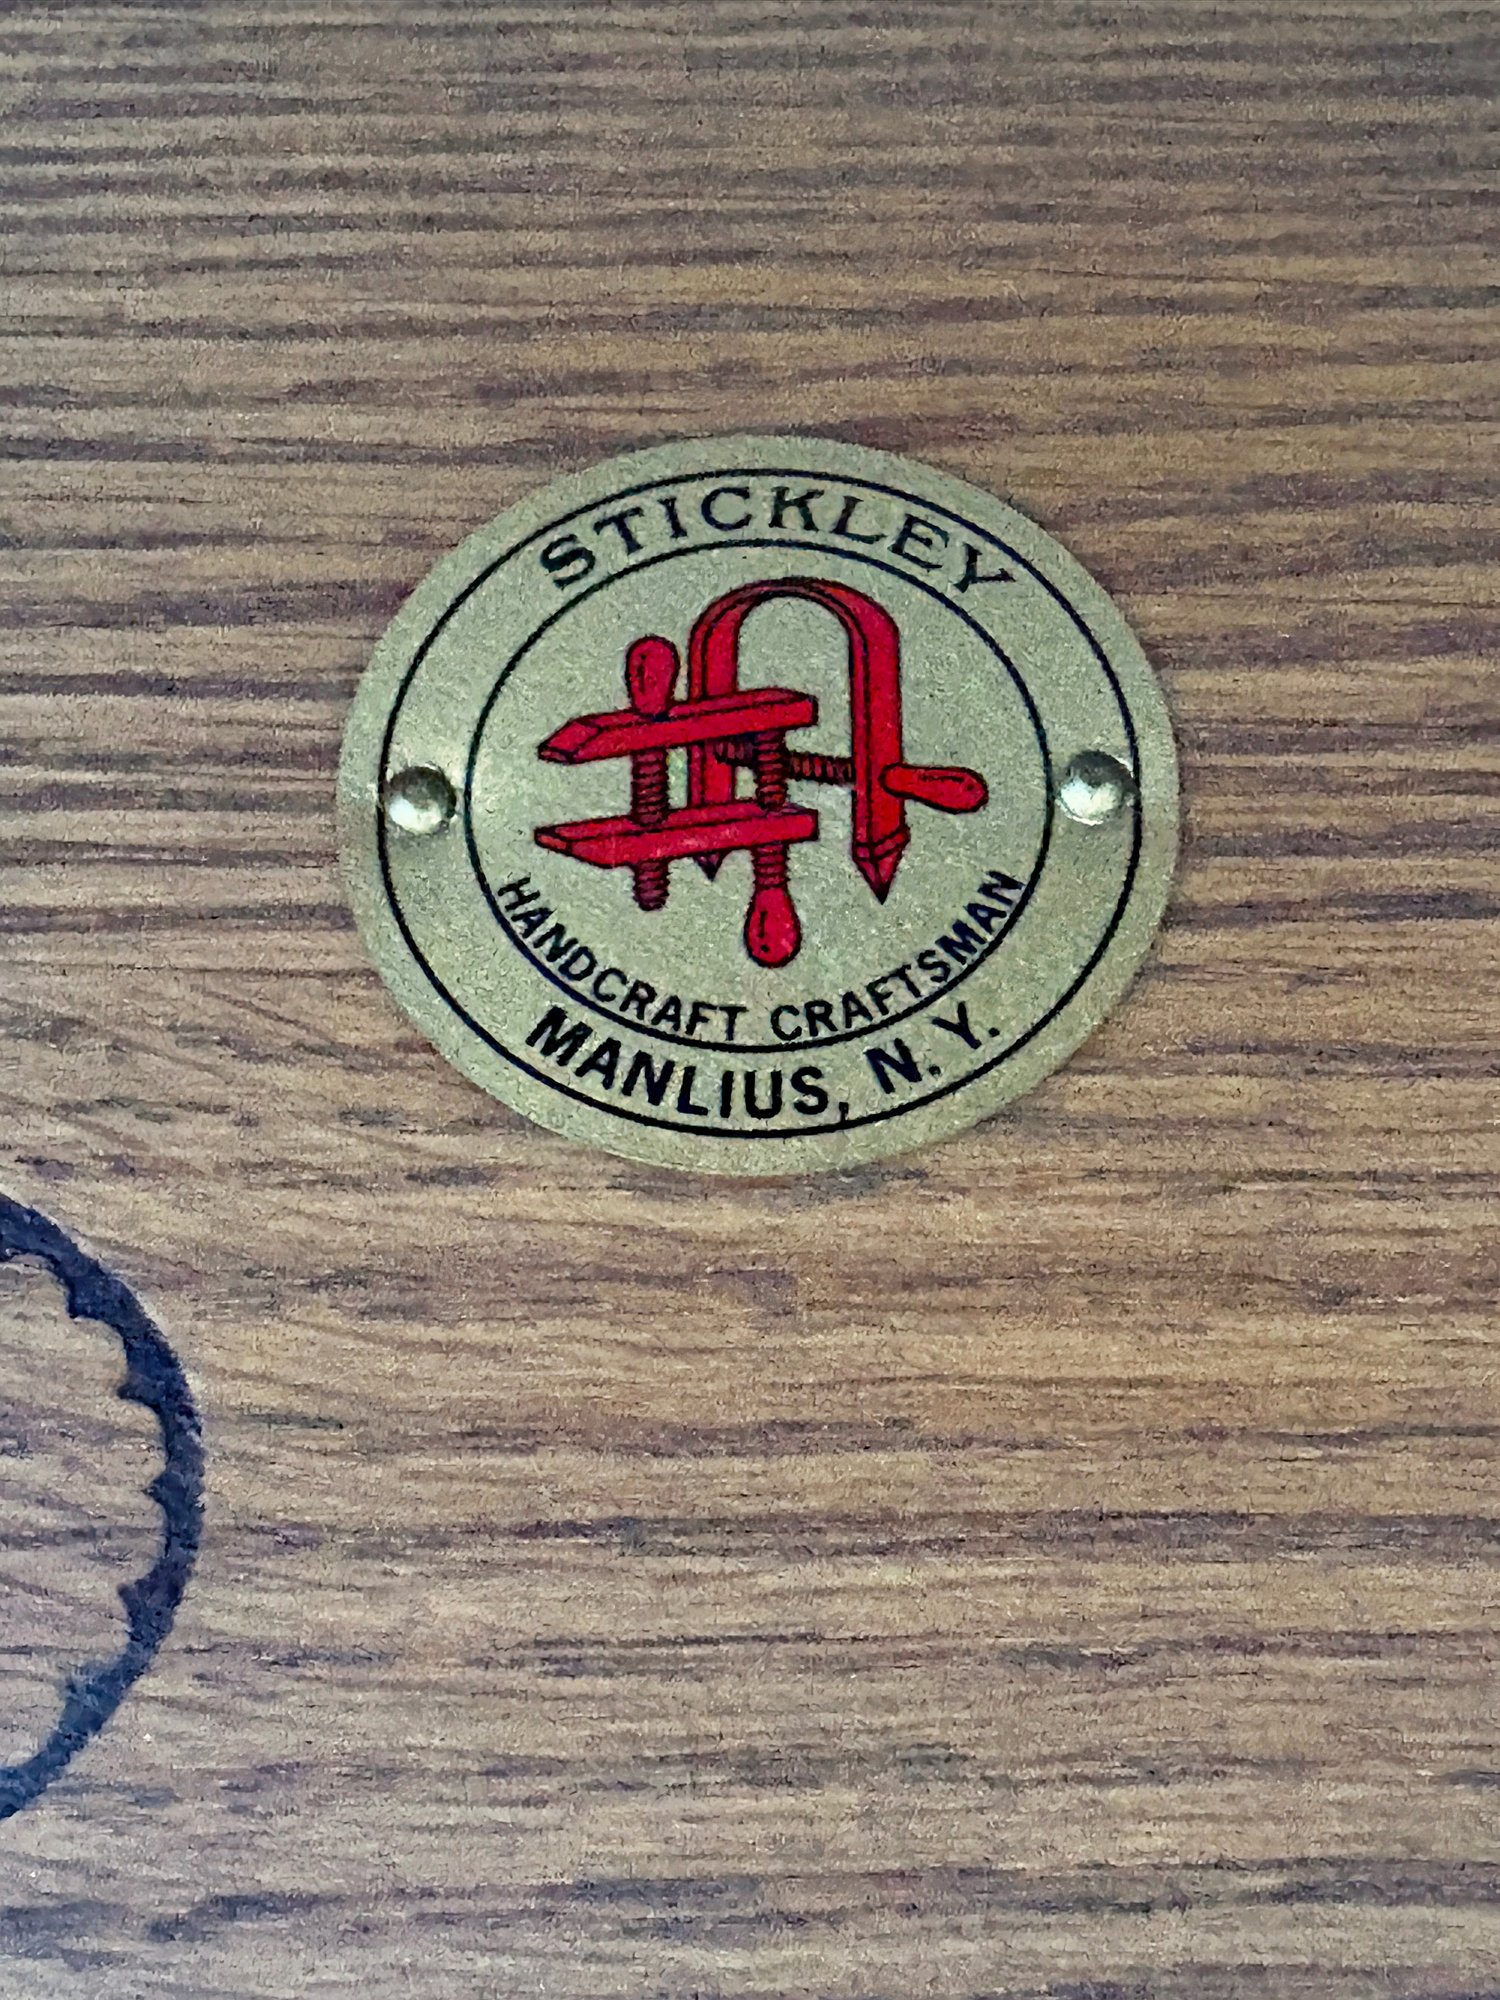 STICKLEY
HANDCRAFT CRAFTSMAN
MANLIUS, N. Y.